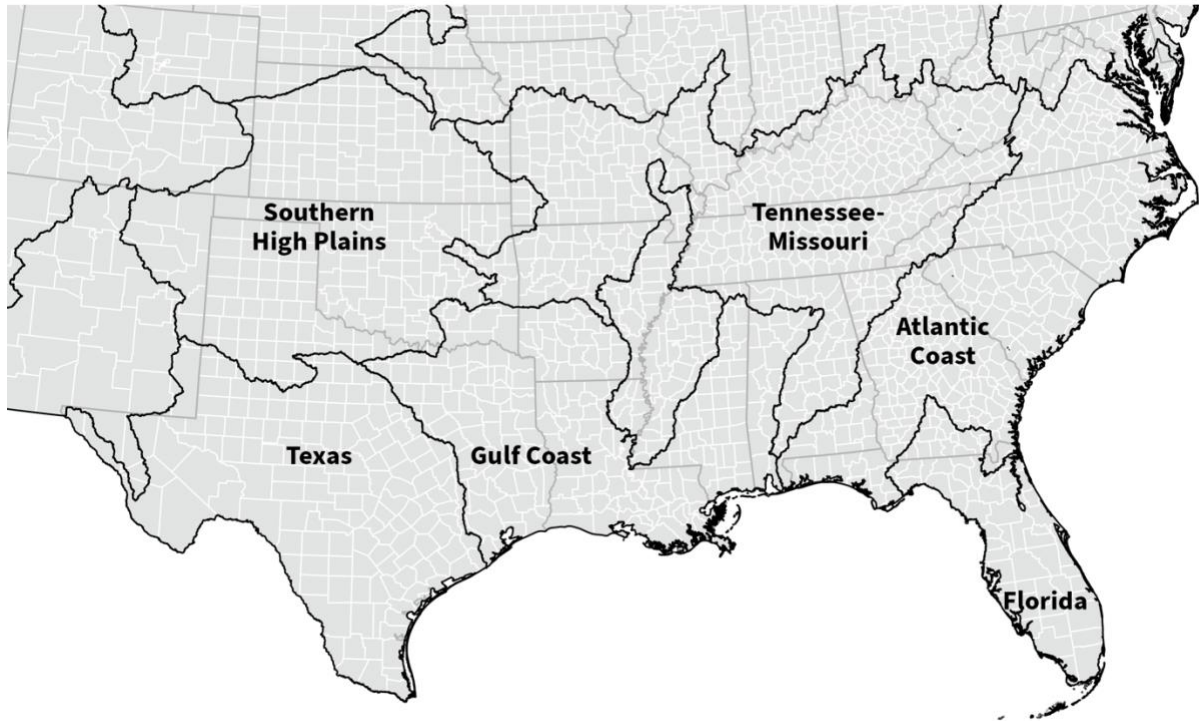 Southern
High Plains
Tennessee-
Missouri
Atlantic
Coast
Texas
Gulf Coast
Florida